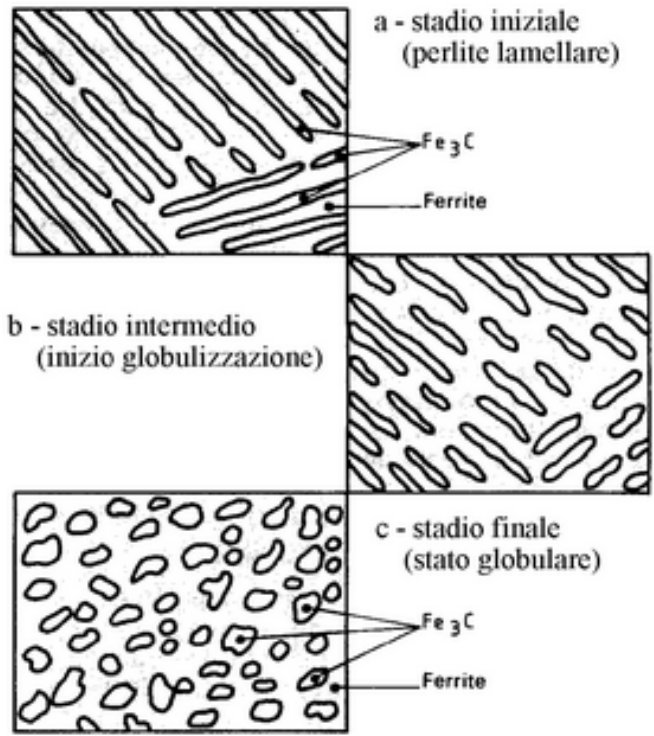 a - stadio iniziale
(perlite lamellare)
Fe3C
Ferrite
b - stadio intermedio
(inizio globulizzazione)
c - stadio finale
(stato globulare)
Fe3C
Ferrite